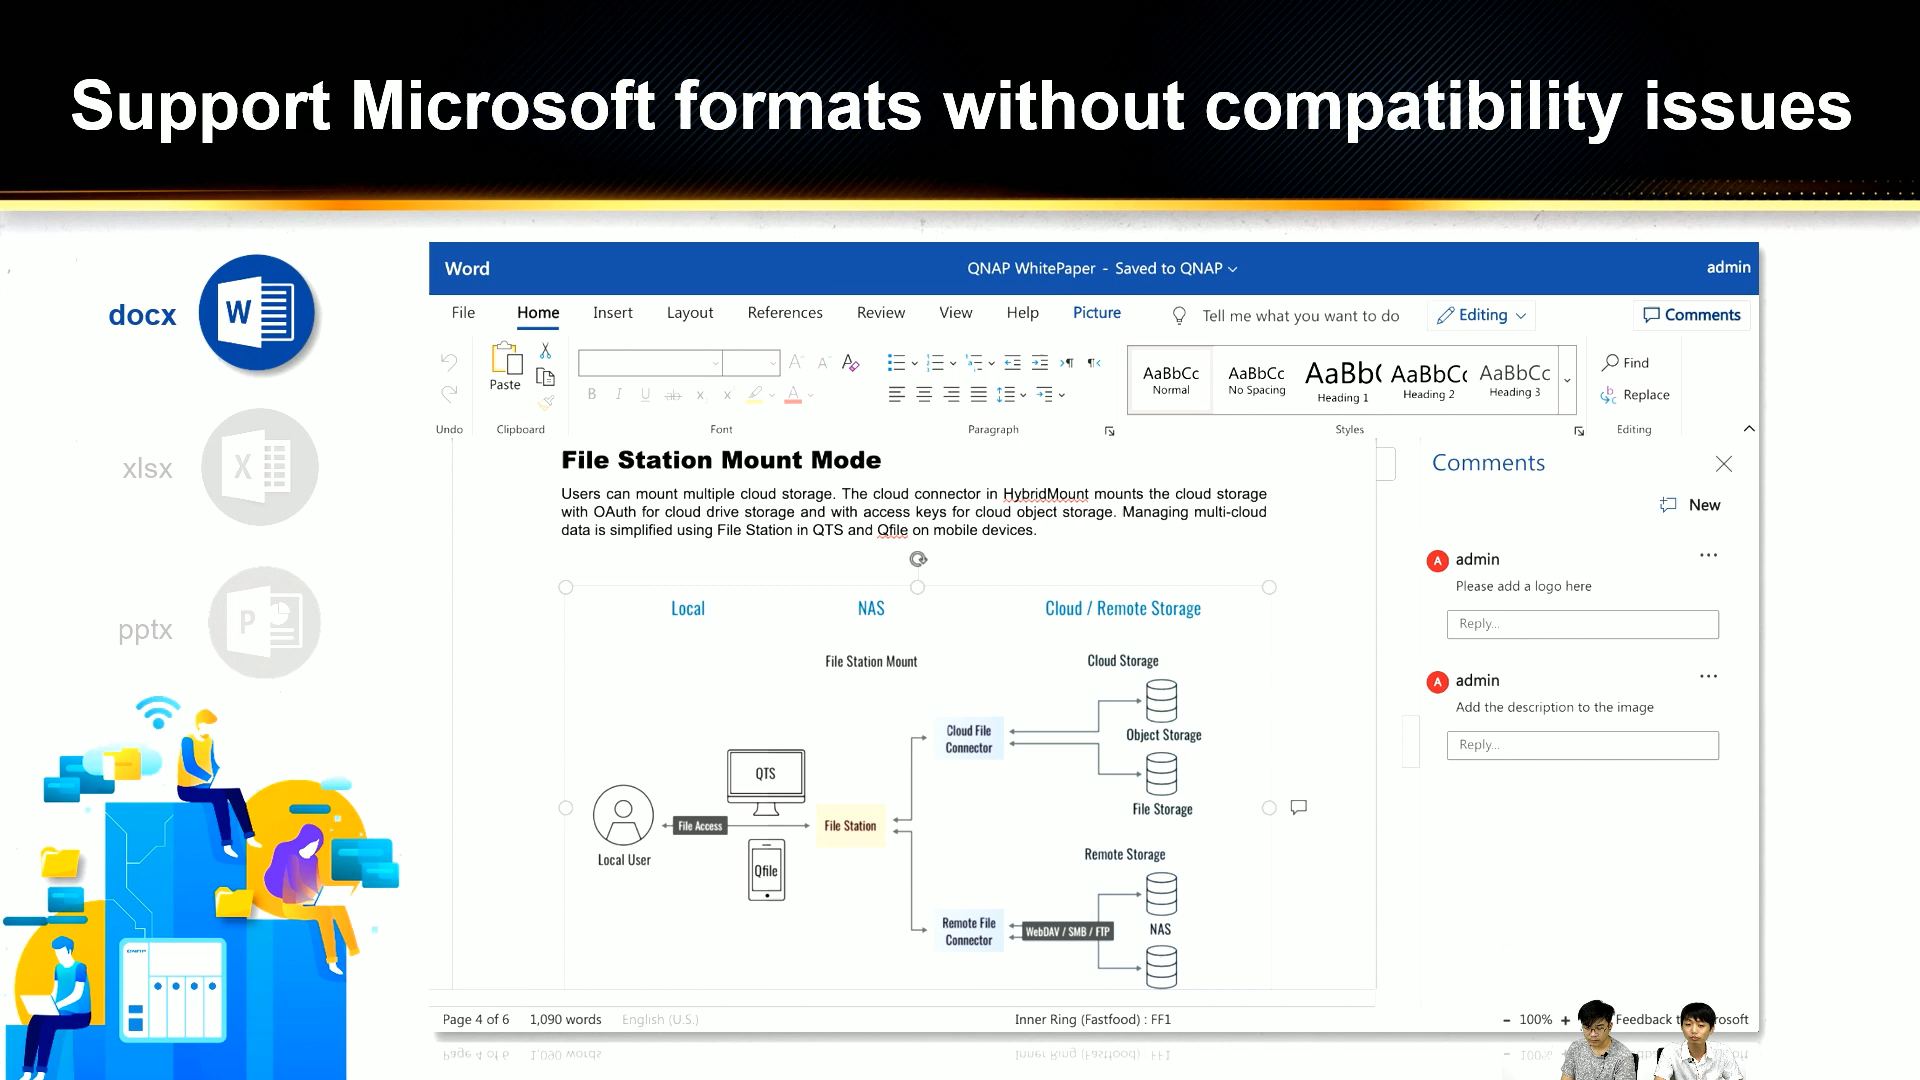 Support Microsoft formats without compatibility issues
docx
W
xlsx
X
pptx
P
Word
QNAP WhitePaper - Saved to QNAP
admin
File Home Insert Layout References Review View Help Picture
Tell me what you want to do
Editing
Comments
Paste
AaBbCc
Normal
AaBbCc
No Spacing
AaBb(
Heading 1
AaBbCc
Heading 2
AaBbCc
Heading 3
Find
Replace
Undo Clipboard Font Paragraph Styles Editing
File Station Mount Mode
Users can mount multiple cloud storage. The cloud connector in HybridMount mounts the cloud storage
with OAuth for cloud drive storage and with access keys for cloud object storage. Managing multi-cloud
data is simplified using File Station in QTS and Qfile on mobile devices.
Local NAS Cloud / Remote Storage
File Station Mount
Cloud Storage
Cloud File
Connector
Object Storage
QTS
File Storage
File Access
File Station
Local User
Qfile
Remote Storage
Remote File
Connector
WebDAV / SMB / FTP
NAS
Comments
New
A admin
Please add a logo here
Reply...
A admin
Add the description to the image
Reply...
Page 4 of 6 1,090 words English (U.S.)
Inner Ring (Fastfood) : FF1
- 100% + Feedback t rosoft
QNAP